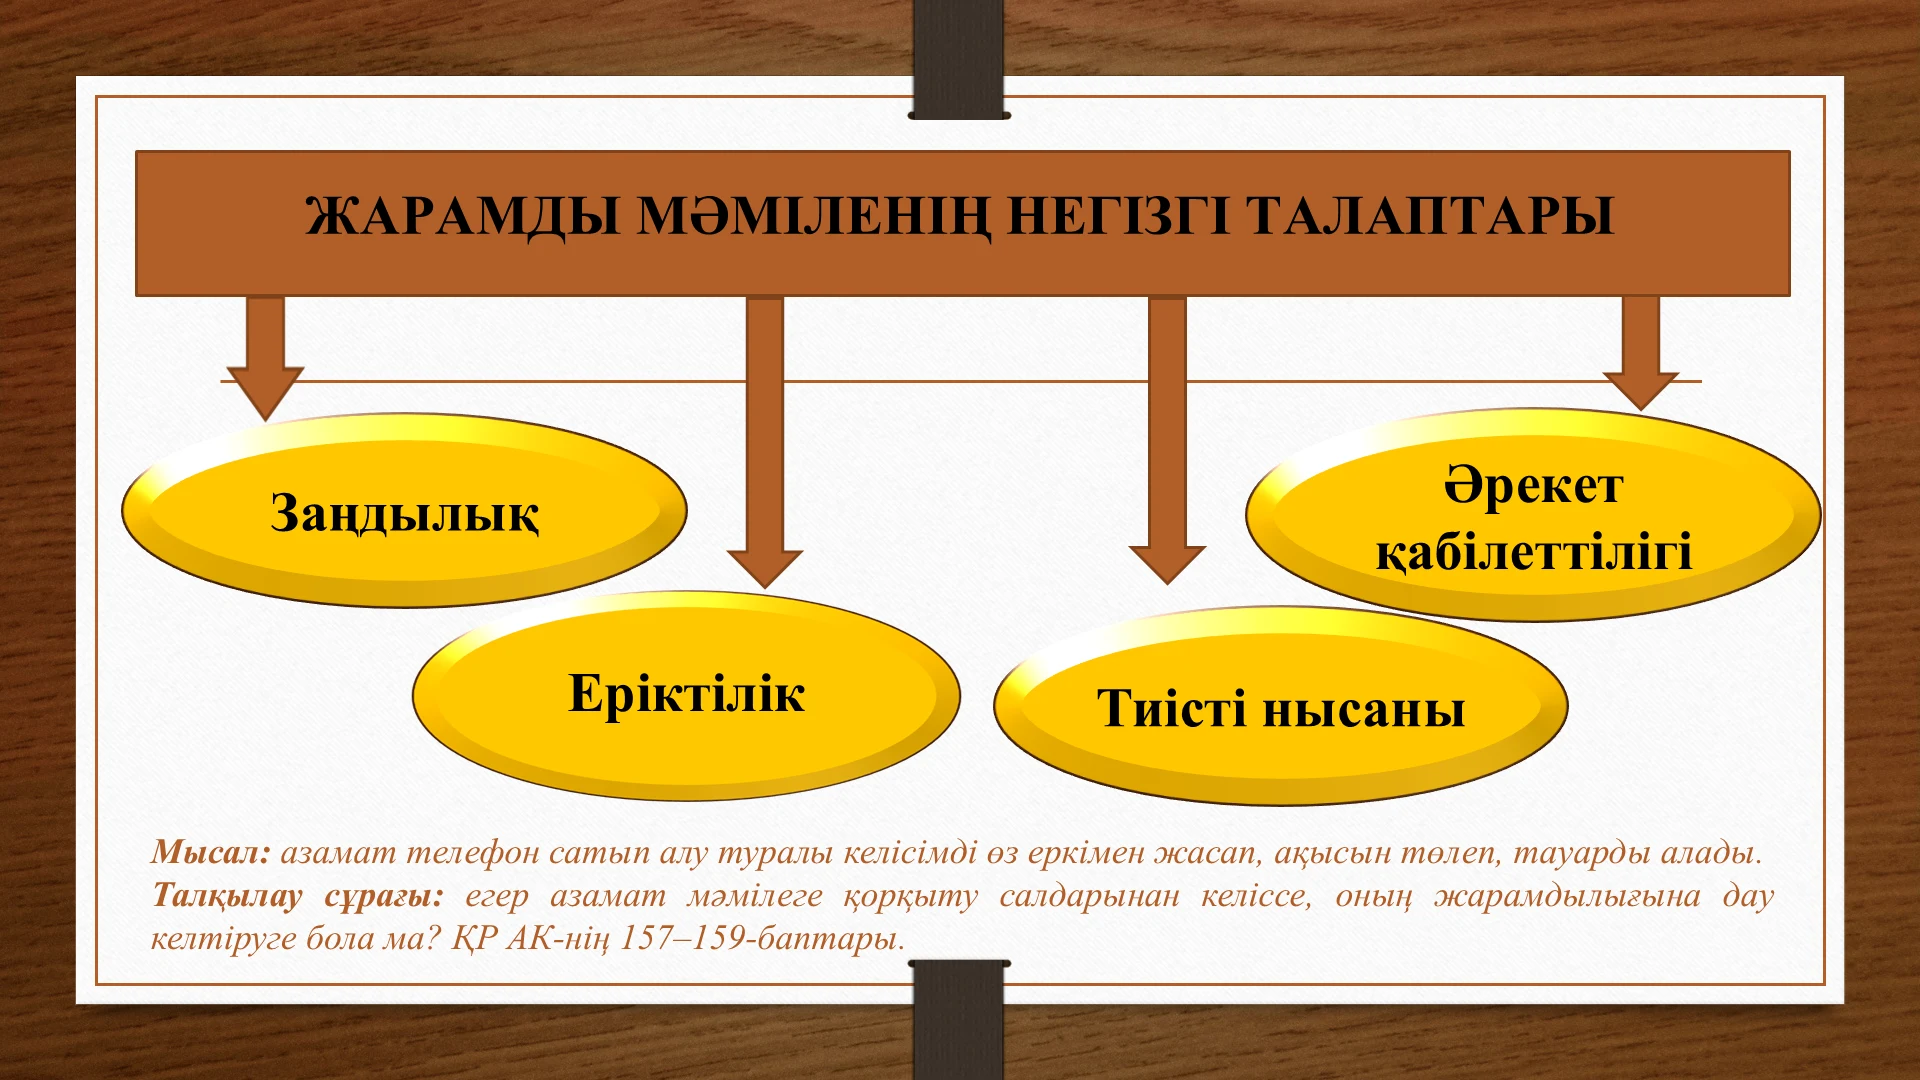 ЖАРАМДЫ МӘМІЛЕНІҢ НЕГІЗГІ ТАЛАПТАРЫ
Заңдылық
Әрекет
қабілеттілігі
Еріктілік
Тиісті нысаны
Мысал: азамат телефон сатып алу туралы келісімді өз еркімен жасап, ақысын төлеп, тауарды алады.
Талқылау сұрағы: егер азамат мәмілеге қорқыту салдарынан келіссе, оның жарамдылығына дау
келтіруге бола ма? ҚР АК-нің 157–159-баптары.